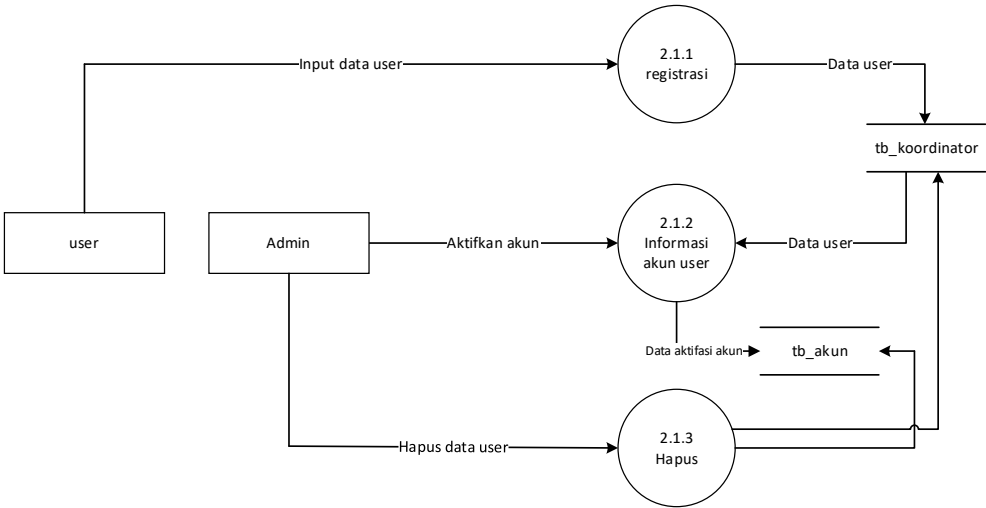 2.1.1
registrasi
Input data user
Data user
tb_koordinator
user
Admin
Aktifkan akun
2.1.2
Informasi
akun user
Data user
Data aktifasi akun
tb_akun
Hapus data user
2.1.3
Hapus